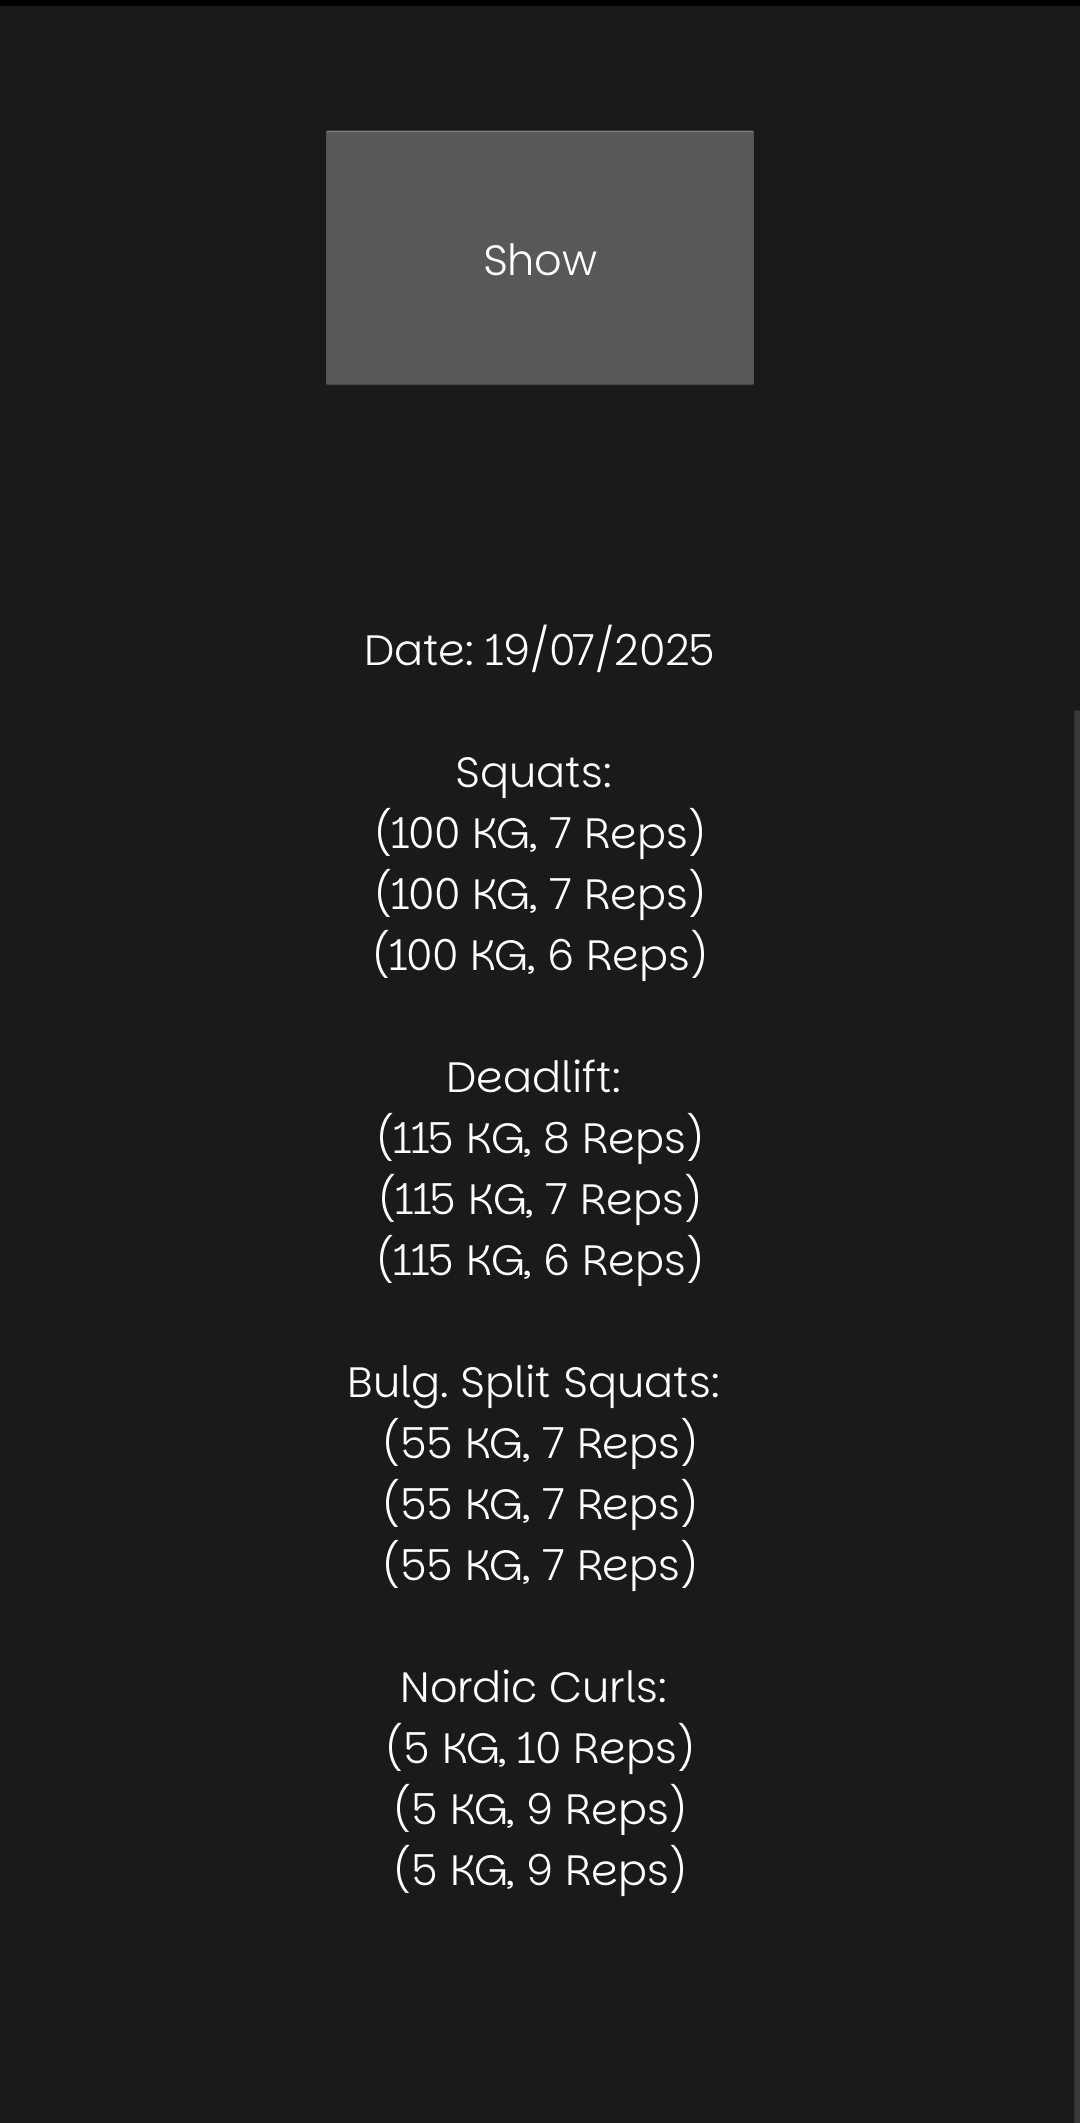 Show
Date: 19/07/2025
Squats:
(100 KG, 7 Reps)
(100 KG, 7 Reps)
(100 KG, 6 Reps)
Deadlift:
(115 KG, 8 Reps)
(115 KG, 7 Reps)
(115 KG, 6 Reps)
Bulg. Split Squats:
(55 KG, 7 Reps)
(55 KG, 7 Reps)
(55 KG, 7 Reps)
Nordic Curls:
(5 KG, 10 Reps)
(5 KG, 9 Reps)
(5 KG, 9 Reps)